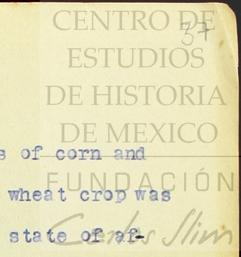 CENTRO DE
37
ESTUDIOS
DE HISTORIA
DE MEXICO
s of corn and
FUNDACIÓN
wheat crop was
Carlos Slim
state of af-